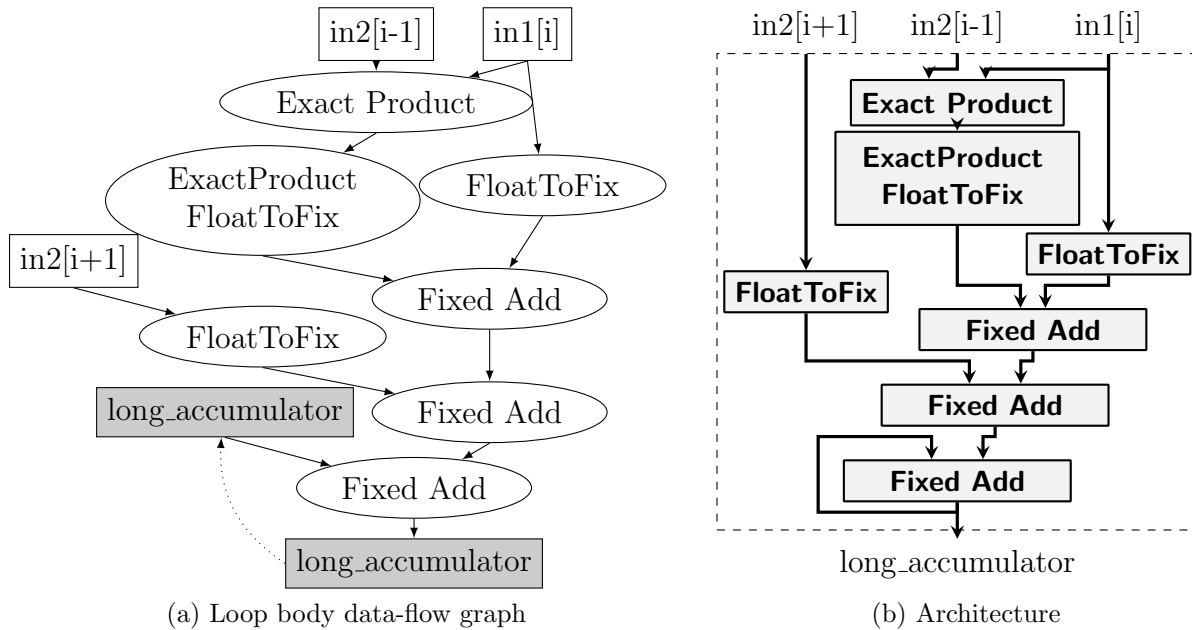 in2[i-1]
in1[i]
Exact Product
ExactProduct
FloatToFix
FloatToFix
in2[i+1]
Fixed Add
FloatToFix
long_accumulator
Fixed Add
Fixed Add
long_accumulator
(a) Loop body data-flow graph
in2[i+1]
in2[i-1]
in1[i]
Exact Product
ExactProduct
FloatToFix
FloatToFix
FloatToFix
Fixed Add
Fixed Add
Fixed Add
long_accumulator
(b) Architecture